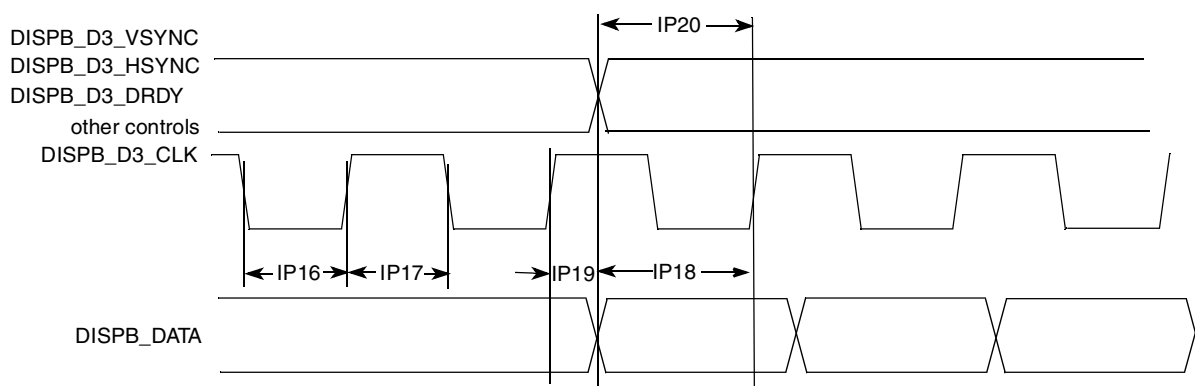 IP20
DISPB_D3_VSYNC
DISPB_D3_HSYNC
DISPB_D3_DRDY
other controls
DISPB_D3_CLK
IP16 IP17 IP19 IP18
DISPB_DATA